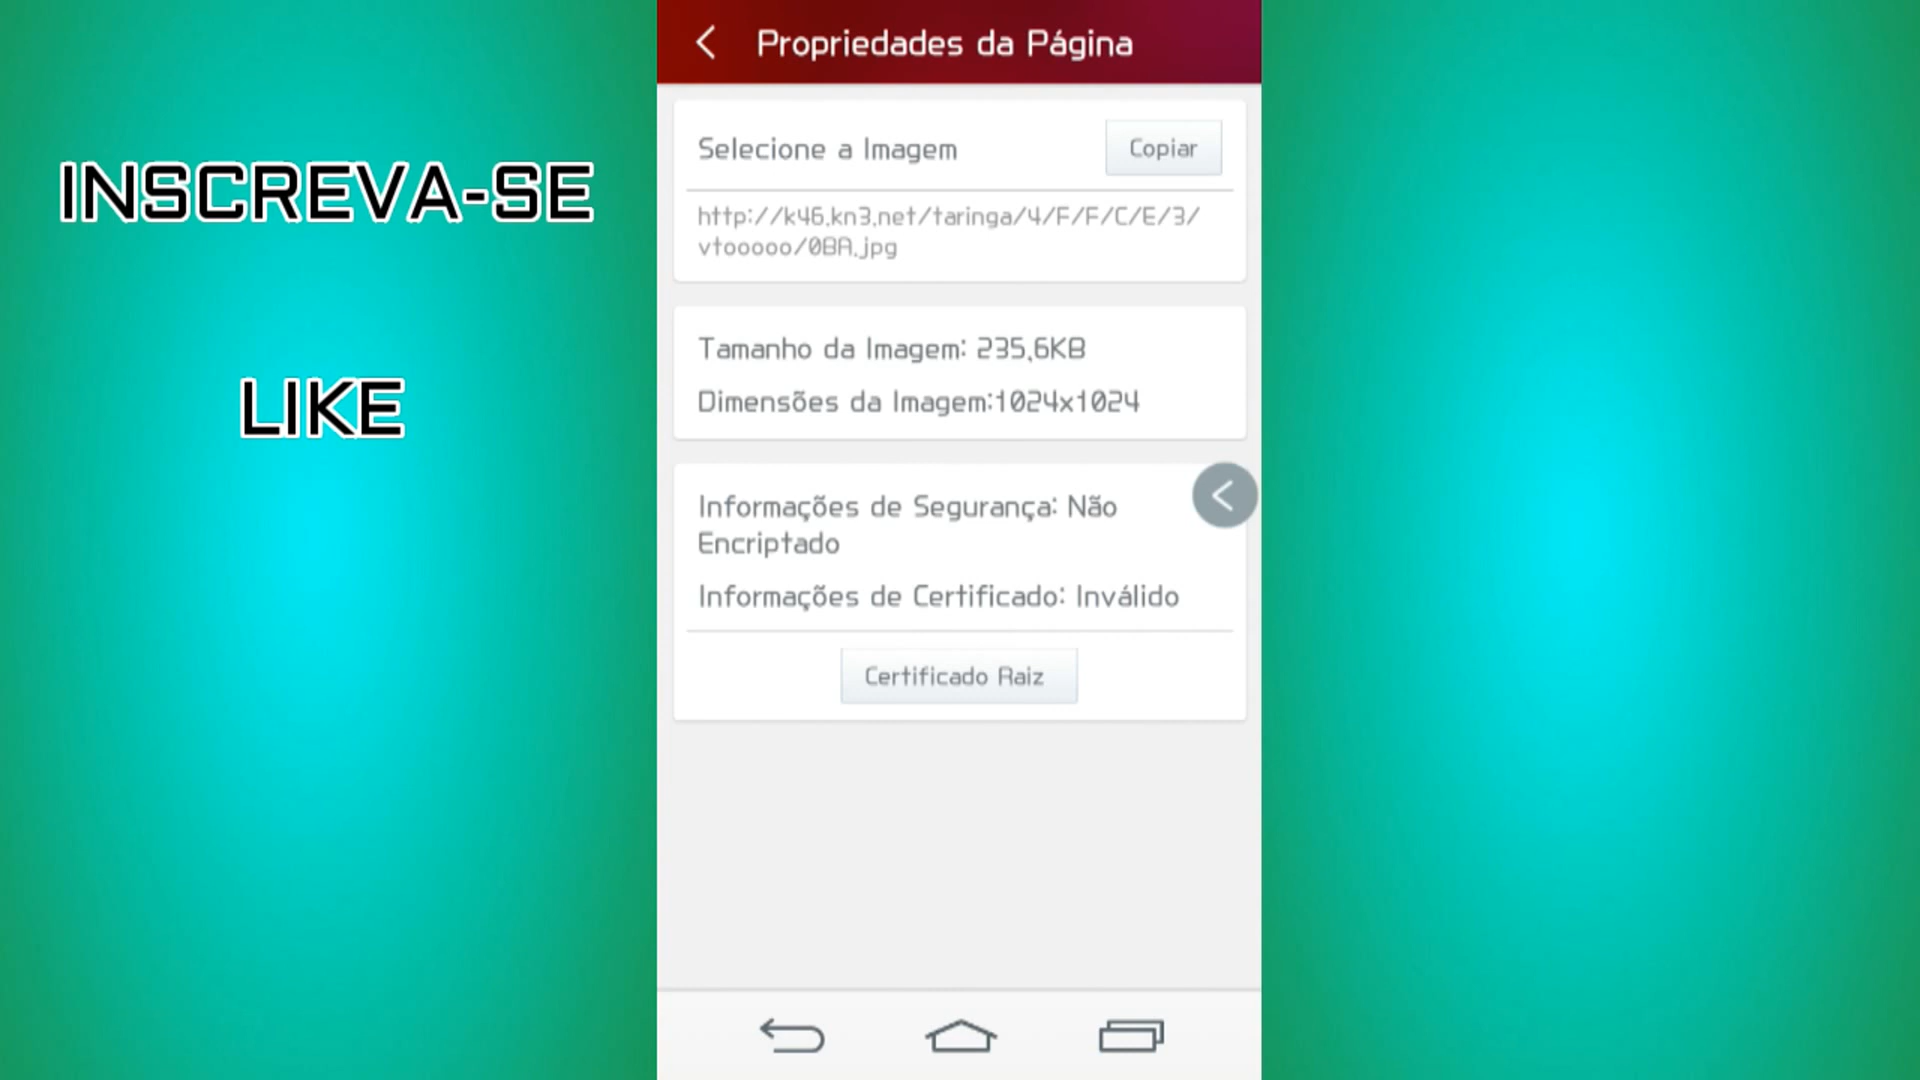 INSCREVA-SE
LIKE
Propriedades da Página
Selecione a Imagem
Copiar
http://k46.kn3.net/taringa/4/F/F/C/E/3/
vtooooo/0BA.jpg
Tamanho da Imagem: 235,6KB
Dimensões da Imagem:1024x1024
Informações de Segurança: Não
Encriptado
Informações de Certificado: Inválido
Certificado Raiz